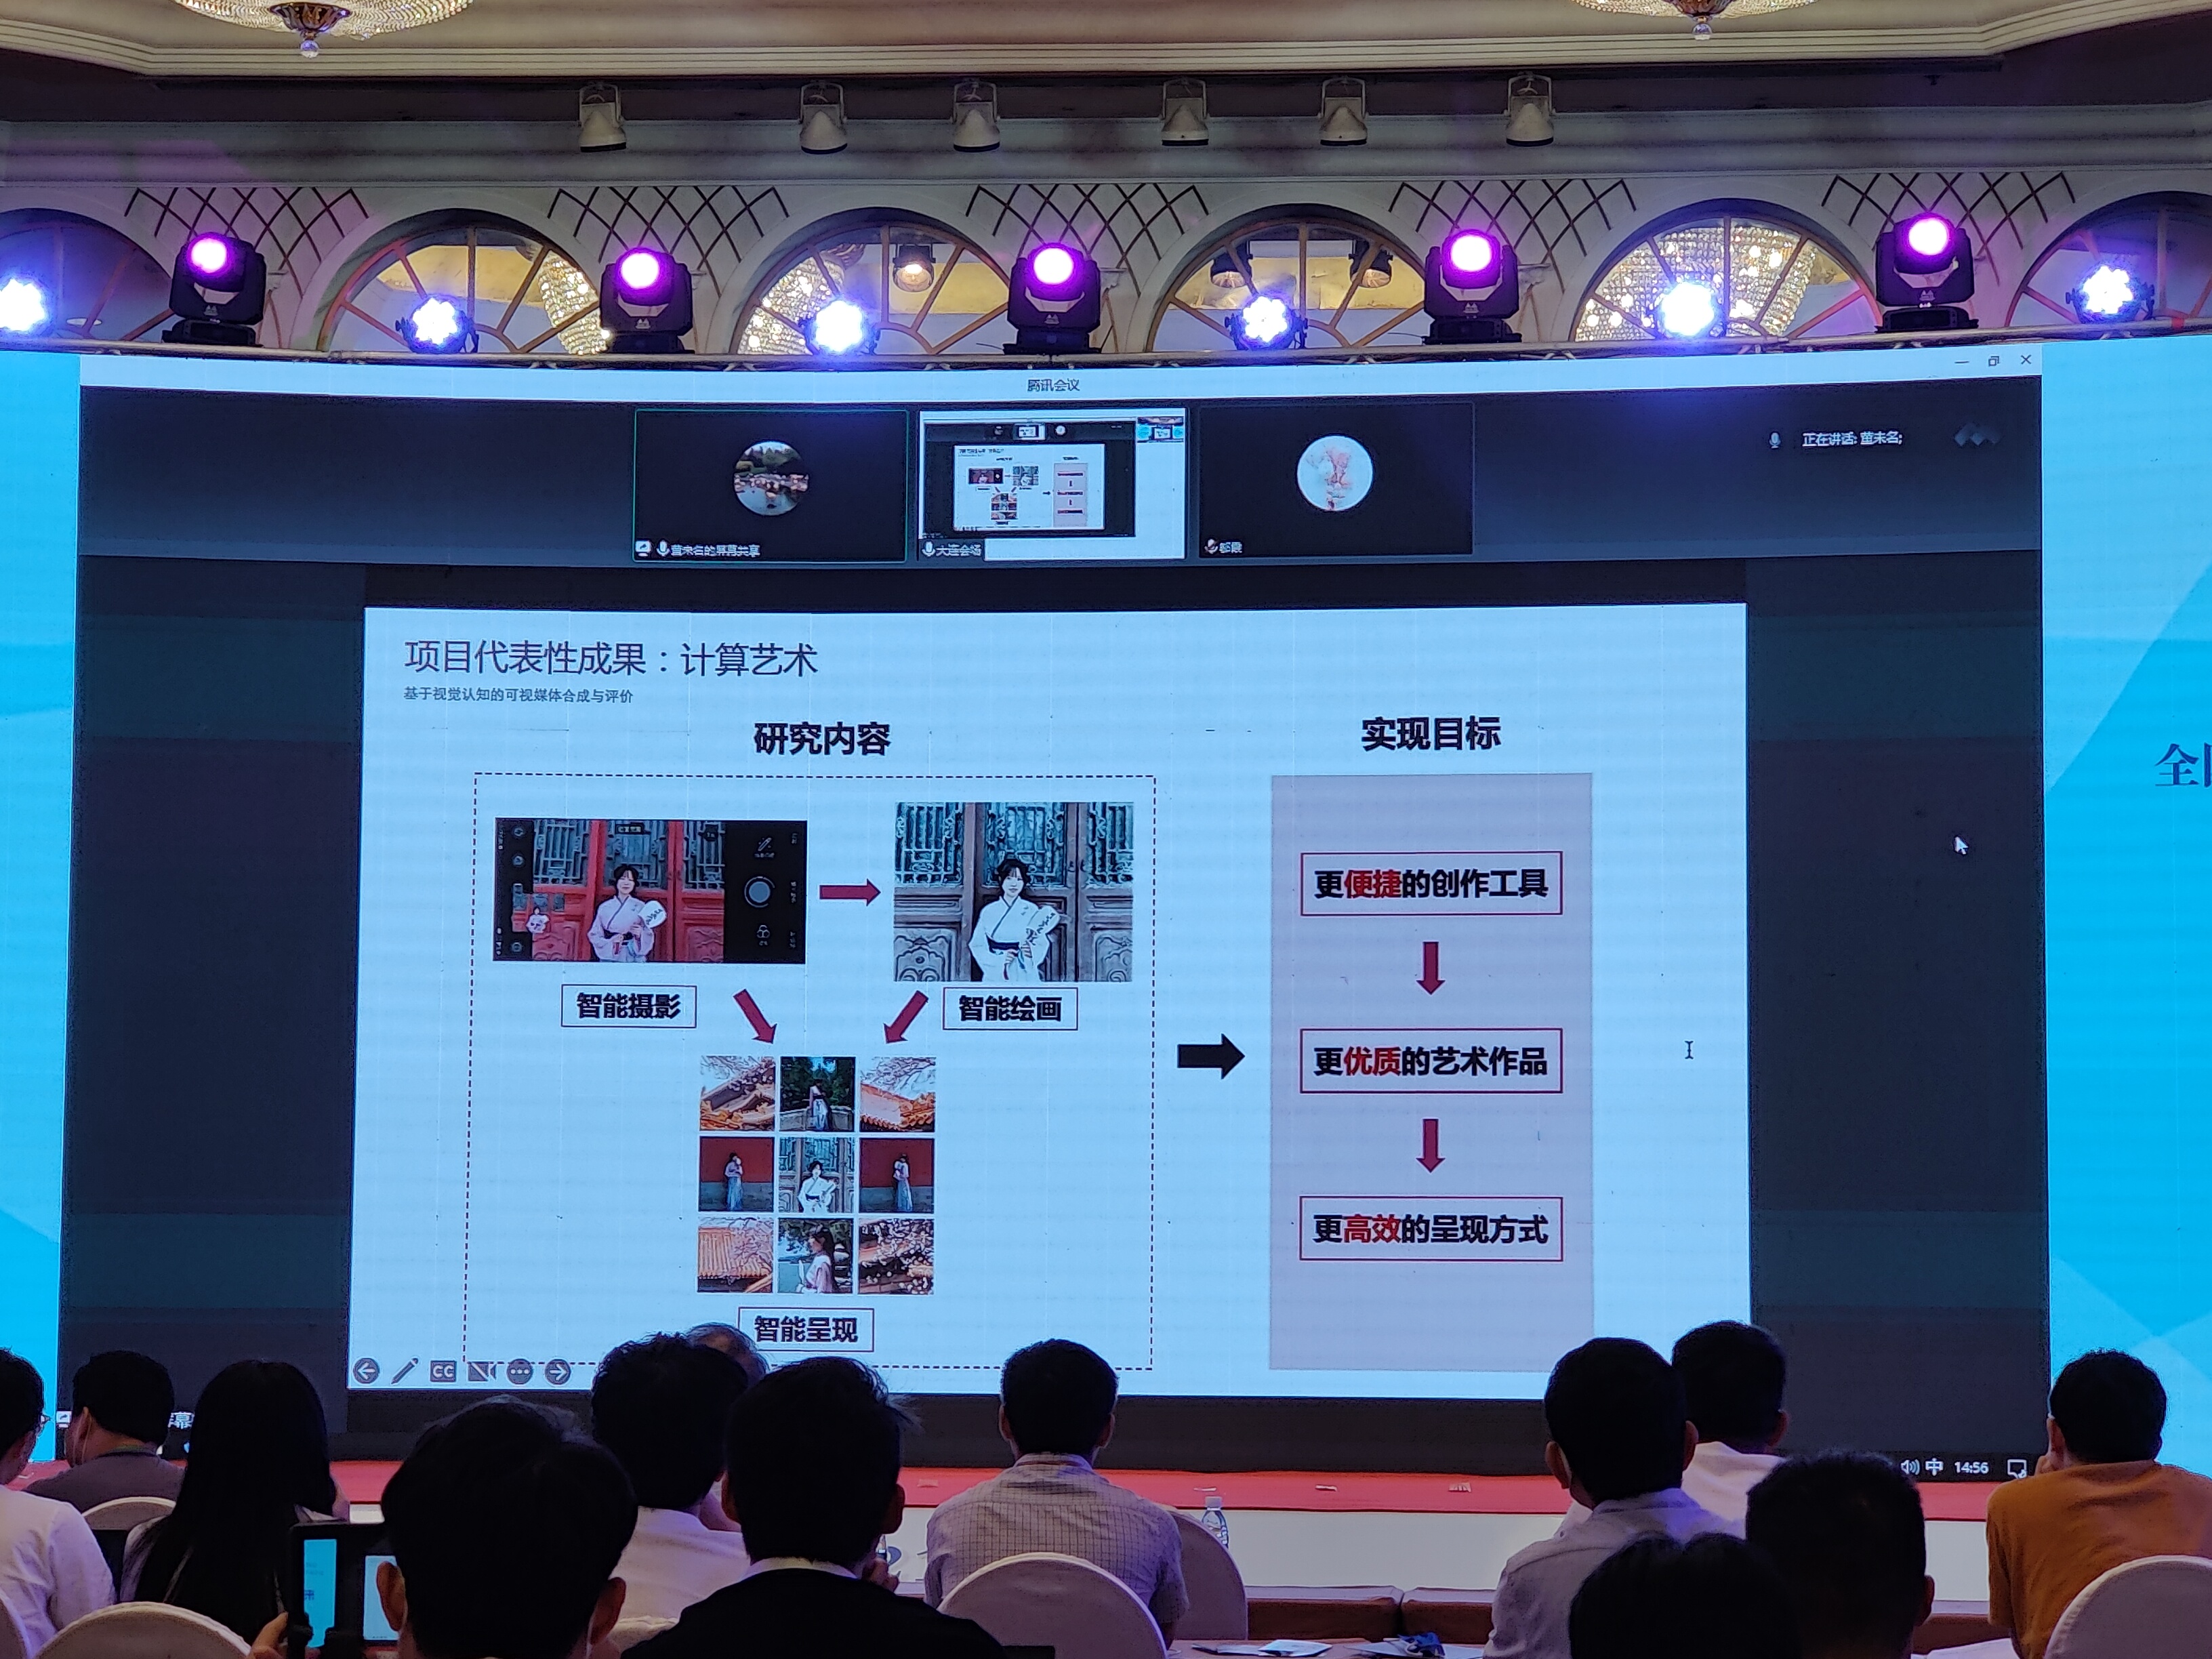 腾讯会议
正在讲话: 董未名;
董未名的屏幕共享
大连会场
项目代表性成果：计算艺术
基于视觉认知的可视媒体合成与评价
研究内容
实现目标
智能摄影
智能绘画
智能呈现
更便捷的创作工具
更优质的艺术作品
更高效的呈现方式
全
CC
中 14:56